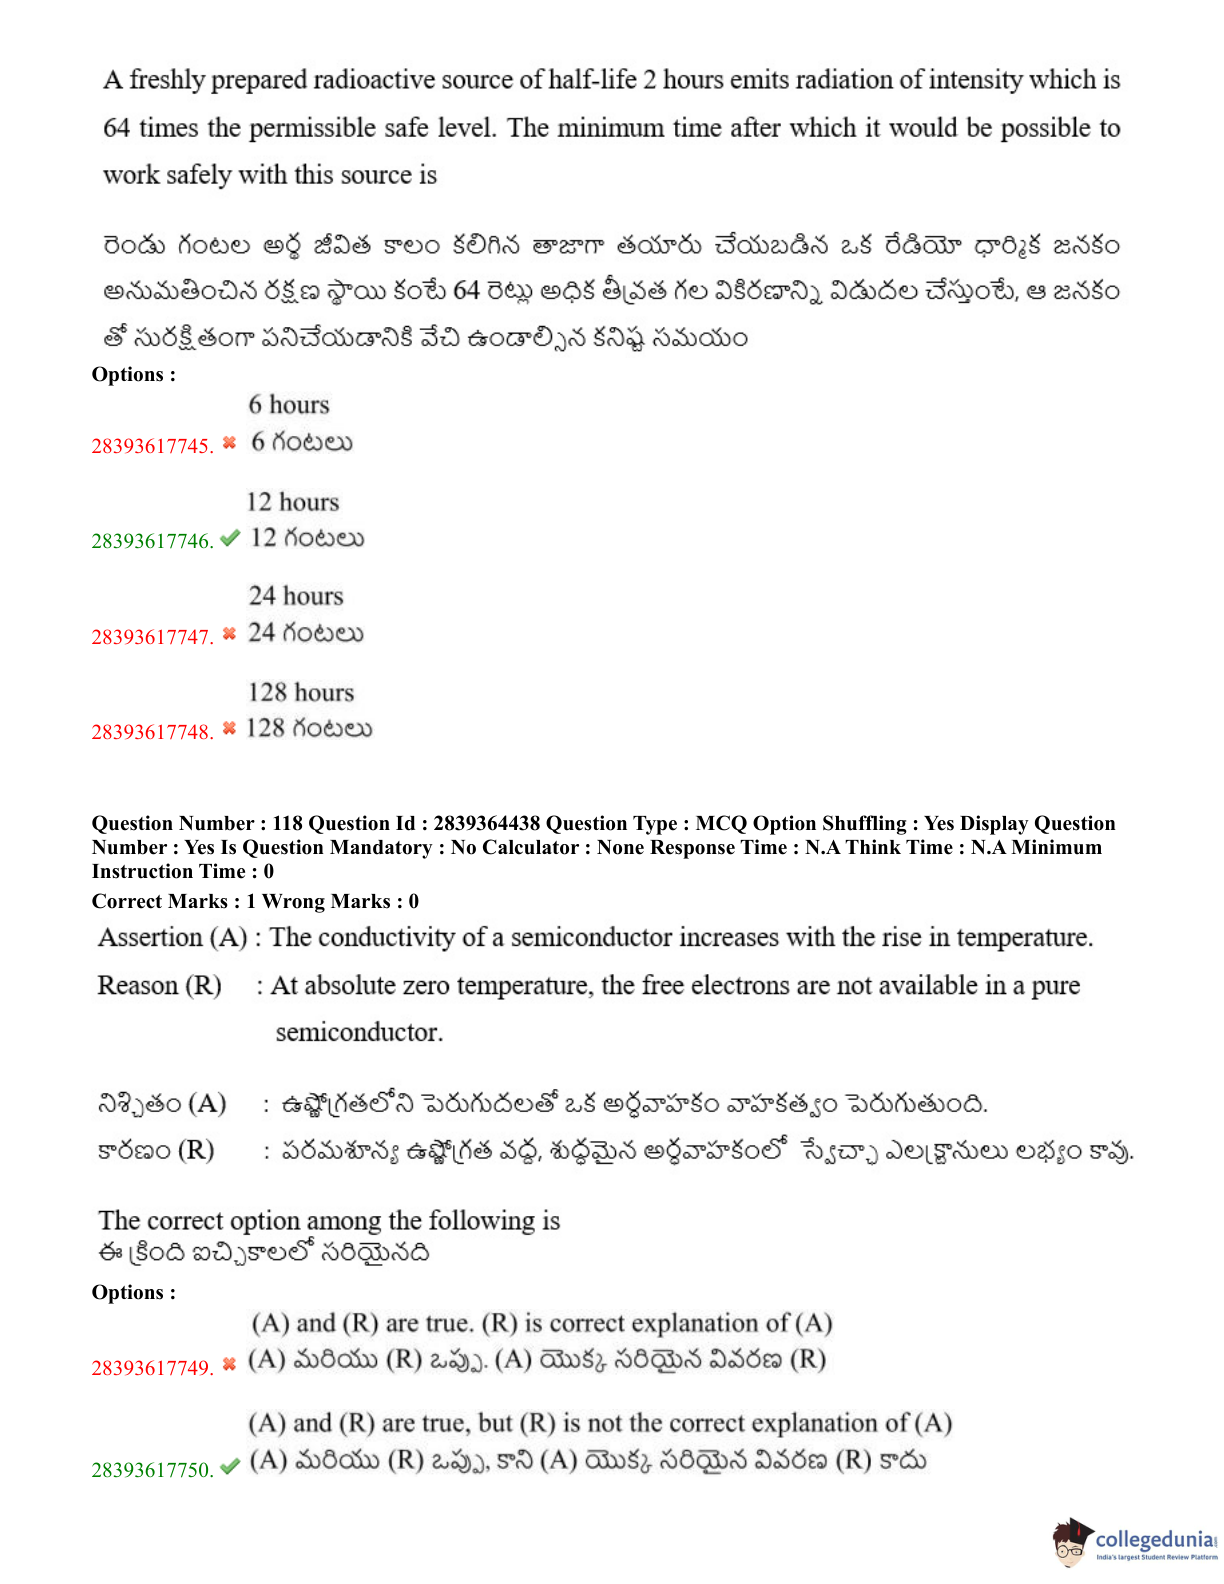 A freshly prepared radioactive source of half-life 2 hours emits radiation of intensity which is
64 times the permissible safe level. The minimum time after which it would be possible to
work safely with this source is
రెండు గంటల అర్థ జీవిత కాలం కలిగిన తాజాగా తయారు చేయబడిన ఒక రేడియో ధార్మిక జనకం
అనుమతించిన రక్షణ స్థాయి కంటే 64 రెట్లు అధిక తీవ్రత గల వికిరణాన్ని విడుదల చేస్తుంటే, ఆ జనకం
తో సురక్షితంగా పనిచేయడానికి వేచి ఉండాల్సిన కనిష్ట సమయం
Options :
6 hours
28393617745. 6 గంటలు
12 hours
28393617746. 12 గంటలు
24 hours
28393617747. 24 గంటలు
128 hours
28393617748. 128 గంటలు
Question Number : 118 Question Id : 2839364438 Question Type : MCQ Option Shuffling : Yes Display Question
Number : Yes Is Question Mandatory : No Calculator : None Response Time : N.A Think Time : N.A Minimum
Instruction Time : 0
Correct Marks : 1 Wrong Marks : 0
Assertion (A) : The conductivity of a semiconductor increases with the rise in temperature.
Reason (R) : At absolute zero temperature, the free electrons are not available in a pure
semiconductor.
నిశ్చితం (A) : ఉష్ణోగ్రతలోని పెరుగుదలతో ఒక అర్ధవాహకం వాహకత్వం పెరుగుతుంది.
కారణం (R) : పరమశూన్య ఉష్ణోగ్రత వద్ద, శుద్ధమైన అర్ధవాహకంలో స్వేచ్ఛా ఎలక్ట్రానులు లభ్యం కావు.
The correct option among the following is
ఈ క్రింది ఐచ్చికాలలో సరియైనది
Options :
(A) and (R) are true. (R) is correct explanation of (A)
28393617749. (A) మరియు (R) ఒప్పు. (A) యొక్క సరియైన వివరణ (R)
(A) and (R) are true, but (R) is not the correct explanation of (A)
28393617750. (A) మరియు (R) ఒప్పు, కాని (A) యొక్క సరియైన వివరణ (R) కాదు
collegedunia
India's largest Student Review Platform